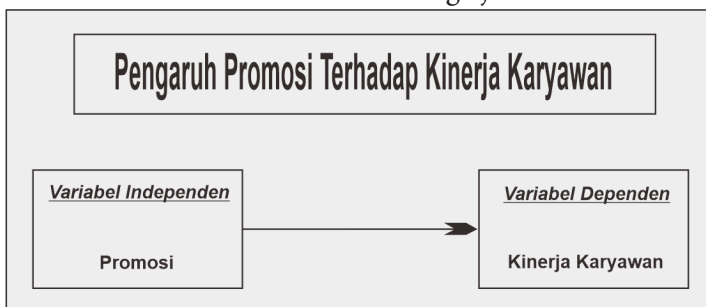 Pengaruh Promosi Terhadap Kinerja Karyawan
Variabel Independen
Promosi
Variabel Dependen
Kinerja Karyawan